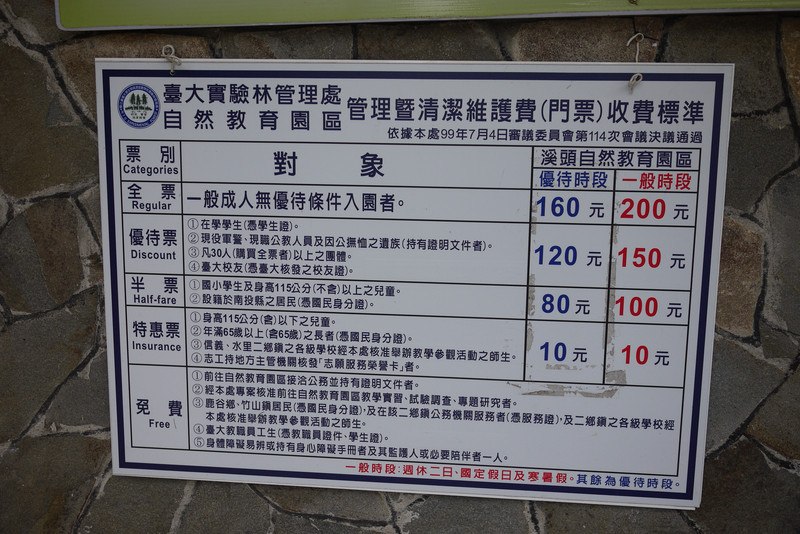 臺大實驗林管理處
自然教育園區
管理暨清潔維護費(門票)收費標準
依據本處99年7月4日審議委員會第114次會議決議通過
票別
Categories
對象
溪頭自然教育園區
優待時段 一般時段
全票
Regular
一般成人無優待條件入園者。
160元 200元
優待票
Discount
①在學學生(憑學生證)。
②現役軍警、現職公教人員及因公撫恤之遺族(持有證明文件者)。
③凡30人(購買全票者)以上之團體。
④臺大校友(憑臺大核發之校友證)。
120元 150元
半票
Half-fare
①國小學生及身高115公分(不含)以上之兒童。
②設籍於南投縣之居民(憑國民身分證)。
80元 100元
特惠票
Insurance
①身高115公分(含)以下之兒童。
②年滿65歲以上(含65歲)之長者(憑國民身分證)。
③信義、水里二鄉鎮之各級學校經本處核准舉辦教學參觀活動之師生。
④志工持地方主管機關核發「志願服務榮譽卡」者。
10元 10元
免費
Free
①前往自然教育園區接洽公務並持有證明文件者。
②經本處專案核准前往自然教育園區教學實習、試驗調查、專題研究者。
③鹿谷鄉、竹山鎮居民(憑國民身分證),及在該二鄉鎮公務機關服務者(憑服務證),及二鄉鎮之各級學校經
本處核准舉辦教學參觀活動之師生。
④臺大教職員工生(憑教職員證件、學生證)。
⑤身體障礙易辨或持有身心障礙手冊者及其監護人或必要陪伴者一人。
一般時段:週休二日、國定假日及寒暑假。其餘為優待時段。